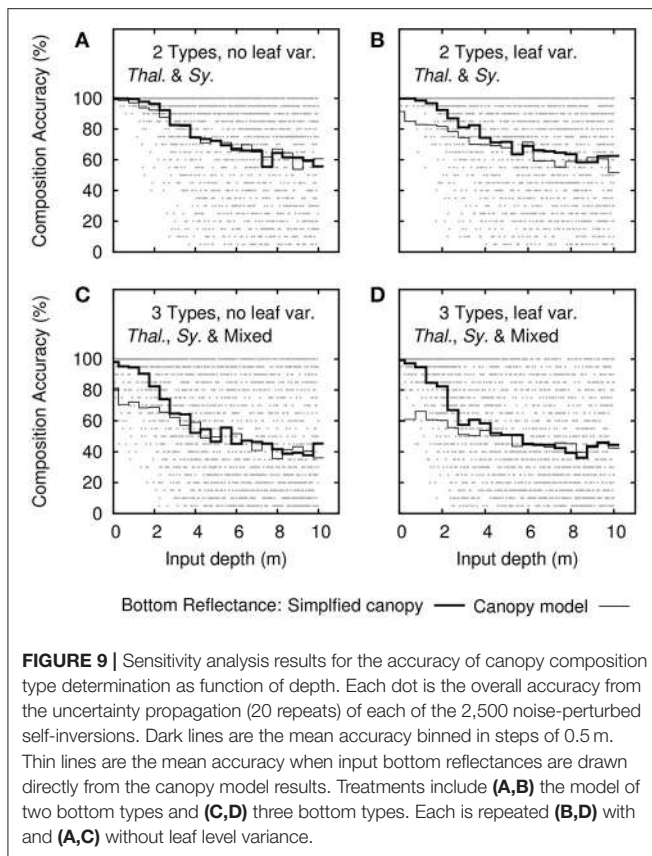 A
2 Types, no leaf var.
Thal. & Sy.
B
2 Types, leaf var.
Thal. & Sy.
Composition Accuracy (%)
100
80
60
40
20
0
C
3 Types, no leaf var.
Thal., Sy. & Mixed
D
3 Types, leaf var.
Thal., Sy. & Mixed
Composition Accuracy (%)
100
80
60
40
20
0
0 2 4 6 8 10
0 2 4 6 8 10
Input depth (m)
Input depth (m)
Bottom Reflectance: Simplfied canopy
Canopy model
FIGURE 9 | Sensitivity analysis results for the accuracy of canopy composition
type determination as function of depth. Each dot is the overall accuracy from
the uncertainty propagation (20 repeats) of each of the 2,500 noise-perturbed
self-inversions. Dark lines are the mean accuracy binned in steps of 0.5 m.
Thin lines are the mean accuracy when input bottom reflectances are drawn
directly from the canopy model results. Treatments include (A,B) the model of
two bottom types and (C,D) three bottom types. Each is repeated (B,D) with
and (A,C) without leaf level variance.